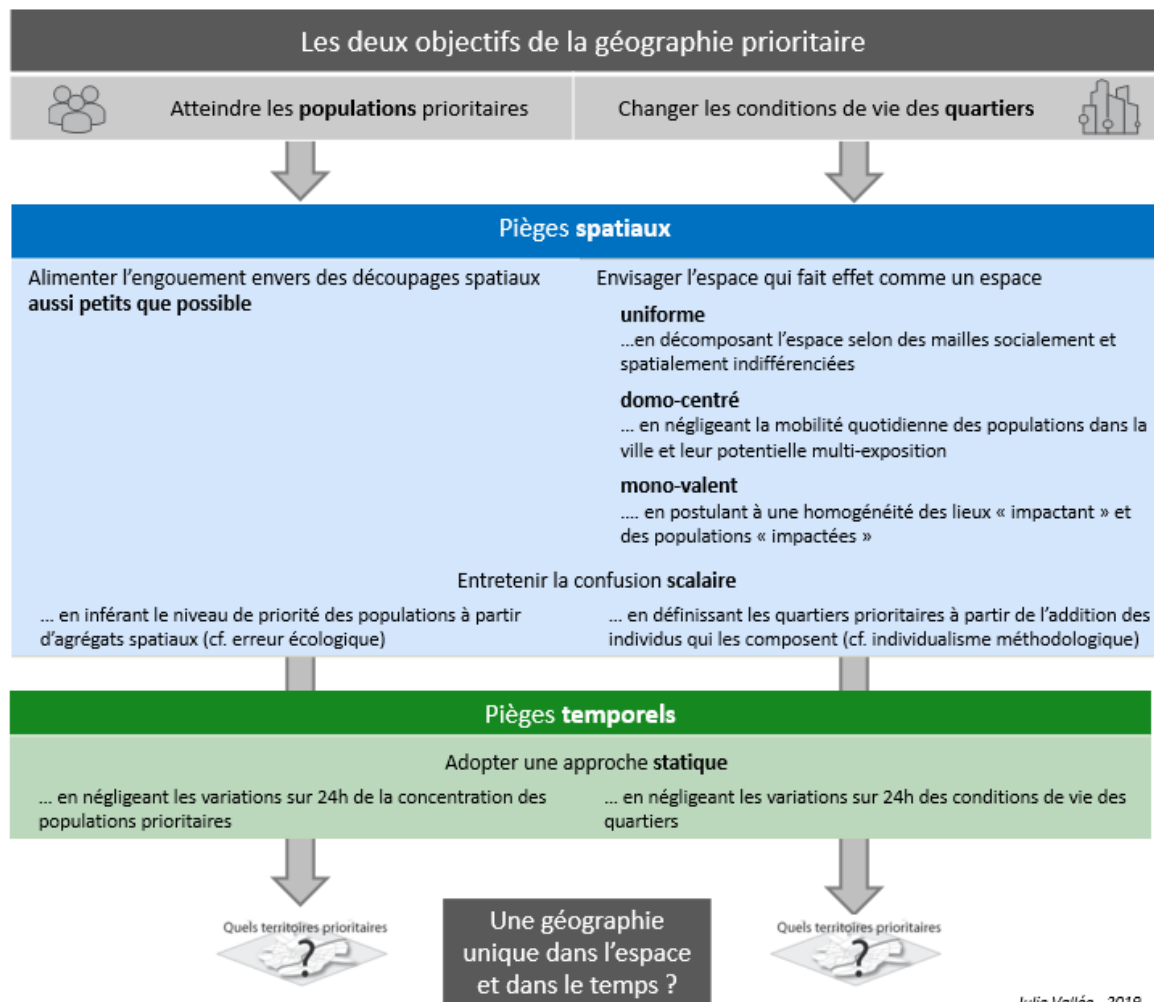 Les deux objectifs de la géographie prioritaire
Atteindre les populations prioritaires
Changer les conditions de vie des quartiers
Pièges spatiaux
Alimenter l'engouement envers des découpages spatiaux
aussi petits que possible
Envisager l'espace qui fait effet comme un espace
uniforme
...en décomposant l'espace selon des mailles socialement et
spatialement indifférenciées
domo-centré
... en négligeant la mobilité quotidienne des populations dans la
ville et leur potentielle multi-exposition
mono-valent
.... en postulant à une homogénéité des lieux « impactant » et
des populations « impactées »
Entretenir la confusion scalaire
... en inférant le niveau de priorité des populations à partir
d'agrégats spatiaux (cf. erreur écologique)
... en définissant les quartiers prioritaires à partir de l'addition des
individus qui les composent (cf. individualisme méthodologique)
Pièges temporels
Adopter une approche statique
... en négligeant les variations sur 24h de la concentration des
populations prioritaires
... en négligeant les variations sur 24h des conditions de vie des
quartiers
Quels territoires prioritaires
?
Une géographie
unique dans l'espace
et dans le temps ?
Quels territoires prioritaires
?
Julie Vallée - 2019